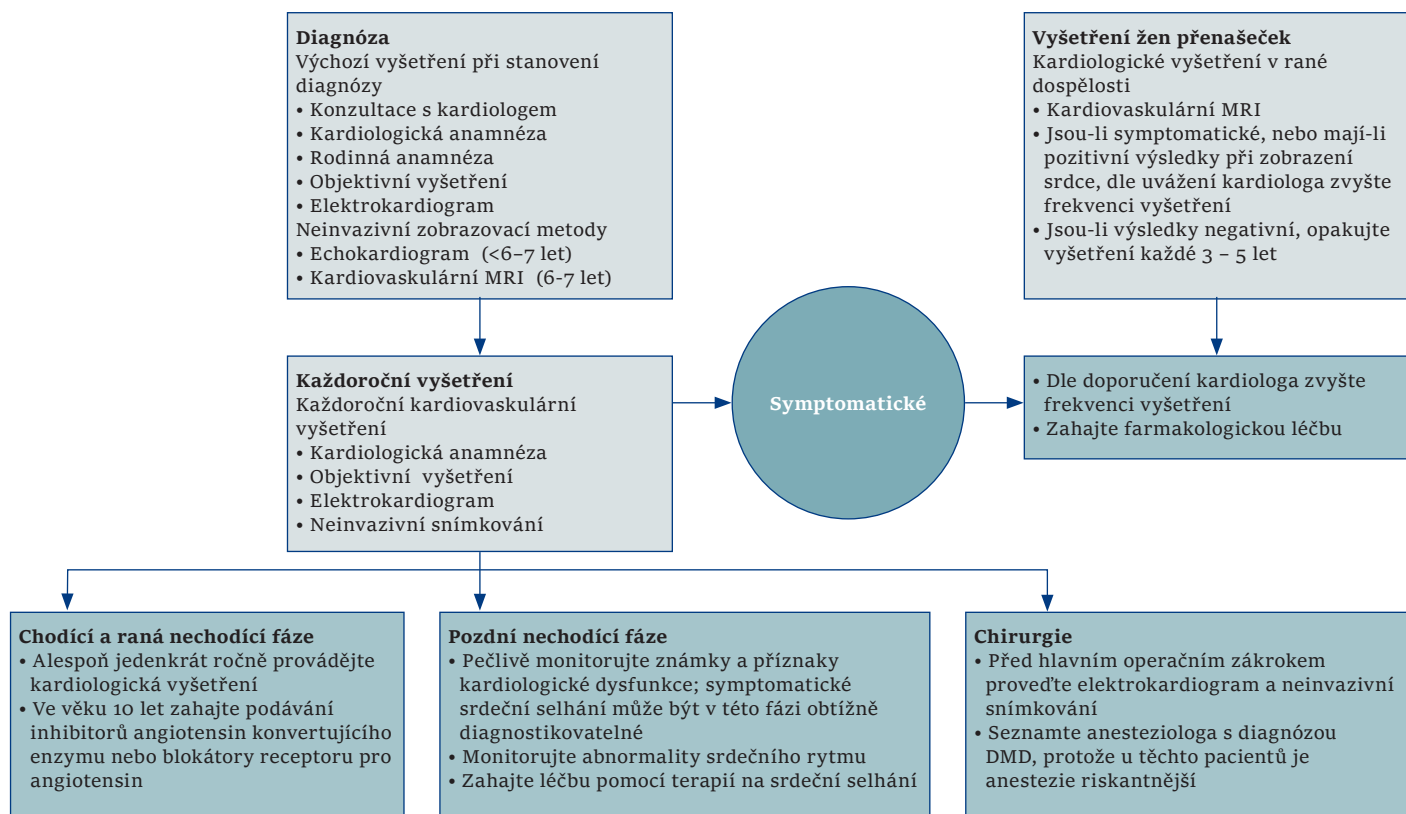 Diagnóza
Výchozí vyšetření při stanovení
diagnózy
• Konzultace s kardiologem
• Kardiologická anamnéza
• Rodinná anamnéza
• Objektivní vyšetření
• Elektrokardiogram
Neinvazivní zobrazovací metody
• Echokardiogram (<6–7 let)
• Kardiovaskulární MRI (6-7 let)
Vyšetření žen přenašeček
Kardiologické vyšetření v rané
dospělosti
• Kardiovaskulární MRI
• Jsou-li symptomatické, nebo mají-li
pozitivní výsledky při zobrazení
srdce, dle uvážení kardiologa zvyšte
frekvenci vyšetření
• Jsou-li výsledky negativní, opakujte
vyšetření každé 3 – 5 let
Každoroční vyšetření
Každoroční kardiovaskulární
vyšetření
• Kardiologická anamnéza
• Objektivní vyšetření
• Elektrokardiogram
• Neinvazivní snímkování
Symptomatické
• Dle doporučení kardiologa zvyšte
frekvenci vyšetření
• Zahajte farmakologickou léčbu
Chodící a raná nechodící fáze
• Alespoň jedenkrát ročně provádějte
kardiologická vyšetření
• Ve věku 10 let zahajte podávání
inhibitorů angiotensin konvertujícího
enzymu nebo blokátory receptoru pro
angiotensin
Pozdní nechodící fáze
• Pečlivě monitorujte známky a příznaky
kardiologické dysfunkce; symptomatické
srdeční selhání může být v této fázi obtížně
diagnostikovatelné
• Monitorujte abnormality srdečního rytmu
• Zahajte léčbu pomocí terapií na srdeční selhání
Chirurgie
• Před hlavním operačním zákrokem
proveďte elektrokardiogram a neinvazivní
snímkování
• Seznamte anesteziologa s diagnózou
DMD, protože u těchto pacientů je
anestezie riskantnější